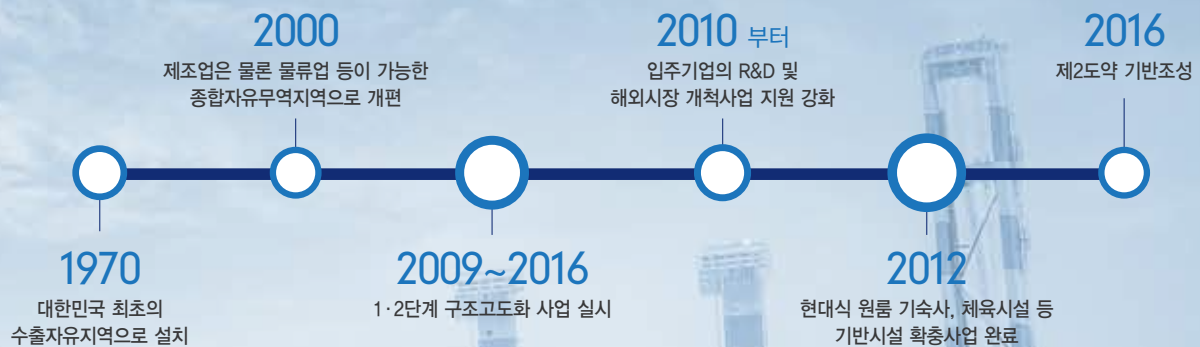 1970
대한민국 최초의
수출자유지역으로 설치
2000
제조업은 물론 물류업 등이 가능한
종합자유무역지역으로 개편
2009~2016
1·2단계 구조고도화 사업 실시
2010 부터
입주기업의 R&D 및
해외시장 개척사업 지원 강화
2012
현대식 원룸 기숙사, 체육시설 등
기반시설 확충사업 완료
2016
제2도약 기반조성